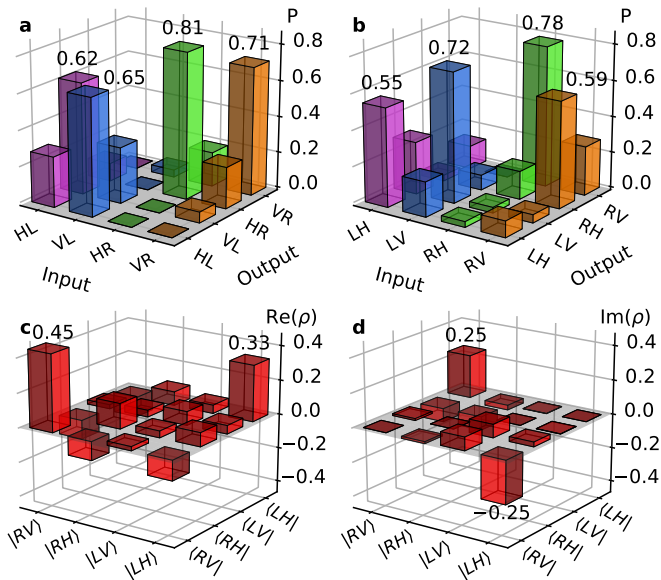 a
P
0.81
0.8
0.62
0.71
0.65
0.6
0.4
0.2
0.0
HL
VL
HR
VR
Input
HL
VL
HR
VR
Output
b
P
0.78
0.8
0.72
0.59
0.55
0.6
0.4
0.2
0.0
LH
LV
RH
RV
Input
LH
LV
RH
RV
Output
c
Re(ρ)
0.45
0.33
0.4
0.2
0.0
−0.2
−0.4
|RV⟩
|RH⟩
|LV⟩
|LH⟩
⟨RV|
⟨RH|
⟨LV|
⟨LH|
d
Im(ρ)
0.25
0.4
0.2
0.0
−0.2
−0.4
−0.25
|RV⟩
|RH⟩
|LV⟩
|LH⟩
⟨RV|
⟨RH|
⟨LV|
⟨LH|